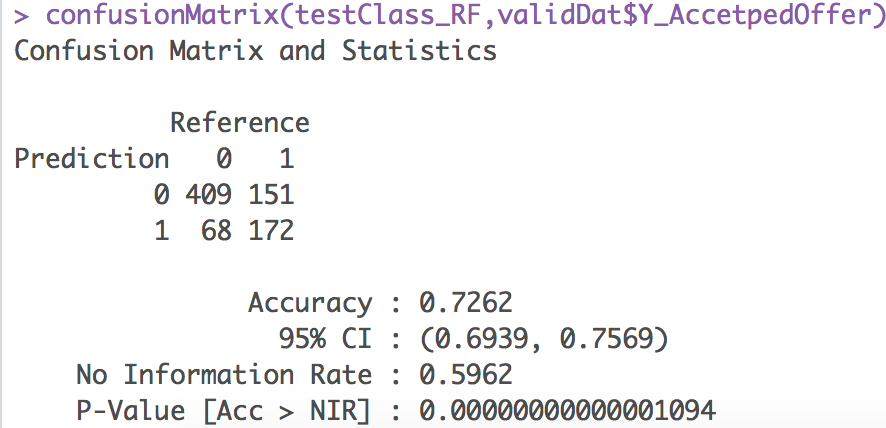 > confusionMatrix(testClass_RF,validDat$Y_AccetpedOffer)
Confusion Matrix and Statistics
Reference
Prediction 0 1
0 409 151
1 68 172
Accuracy : 0.7262
95% CI : (0.6939, 0.7569)
No Information Rate : 0.5962
P-Value [Acc > NIR] : 0.00000000000001094